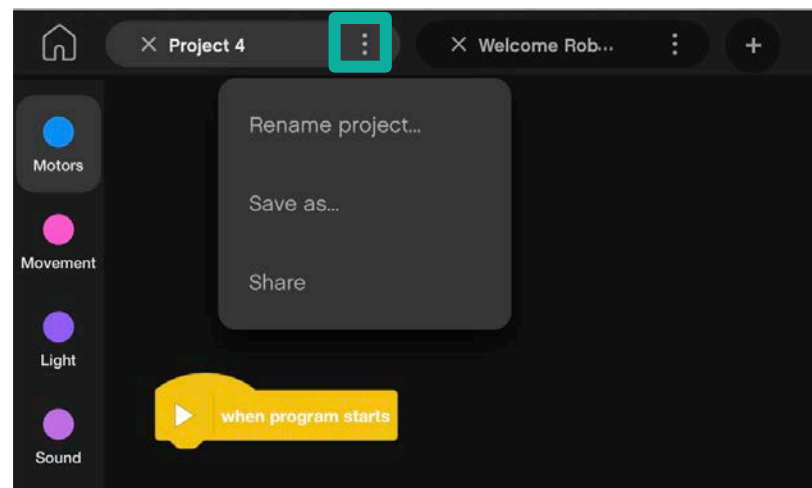 Project 4
Welcome Rob...
+
Rename project...
Save as...
Share
Motors
Movement
Light
Sound
when program starts